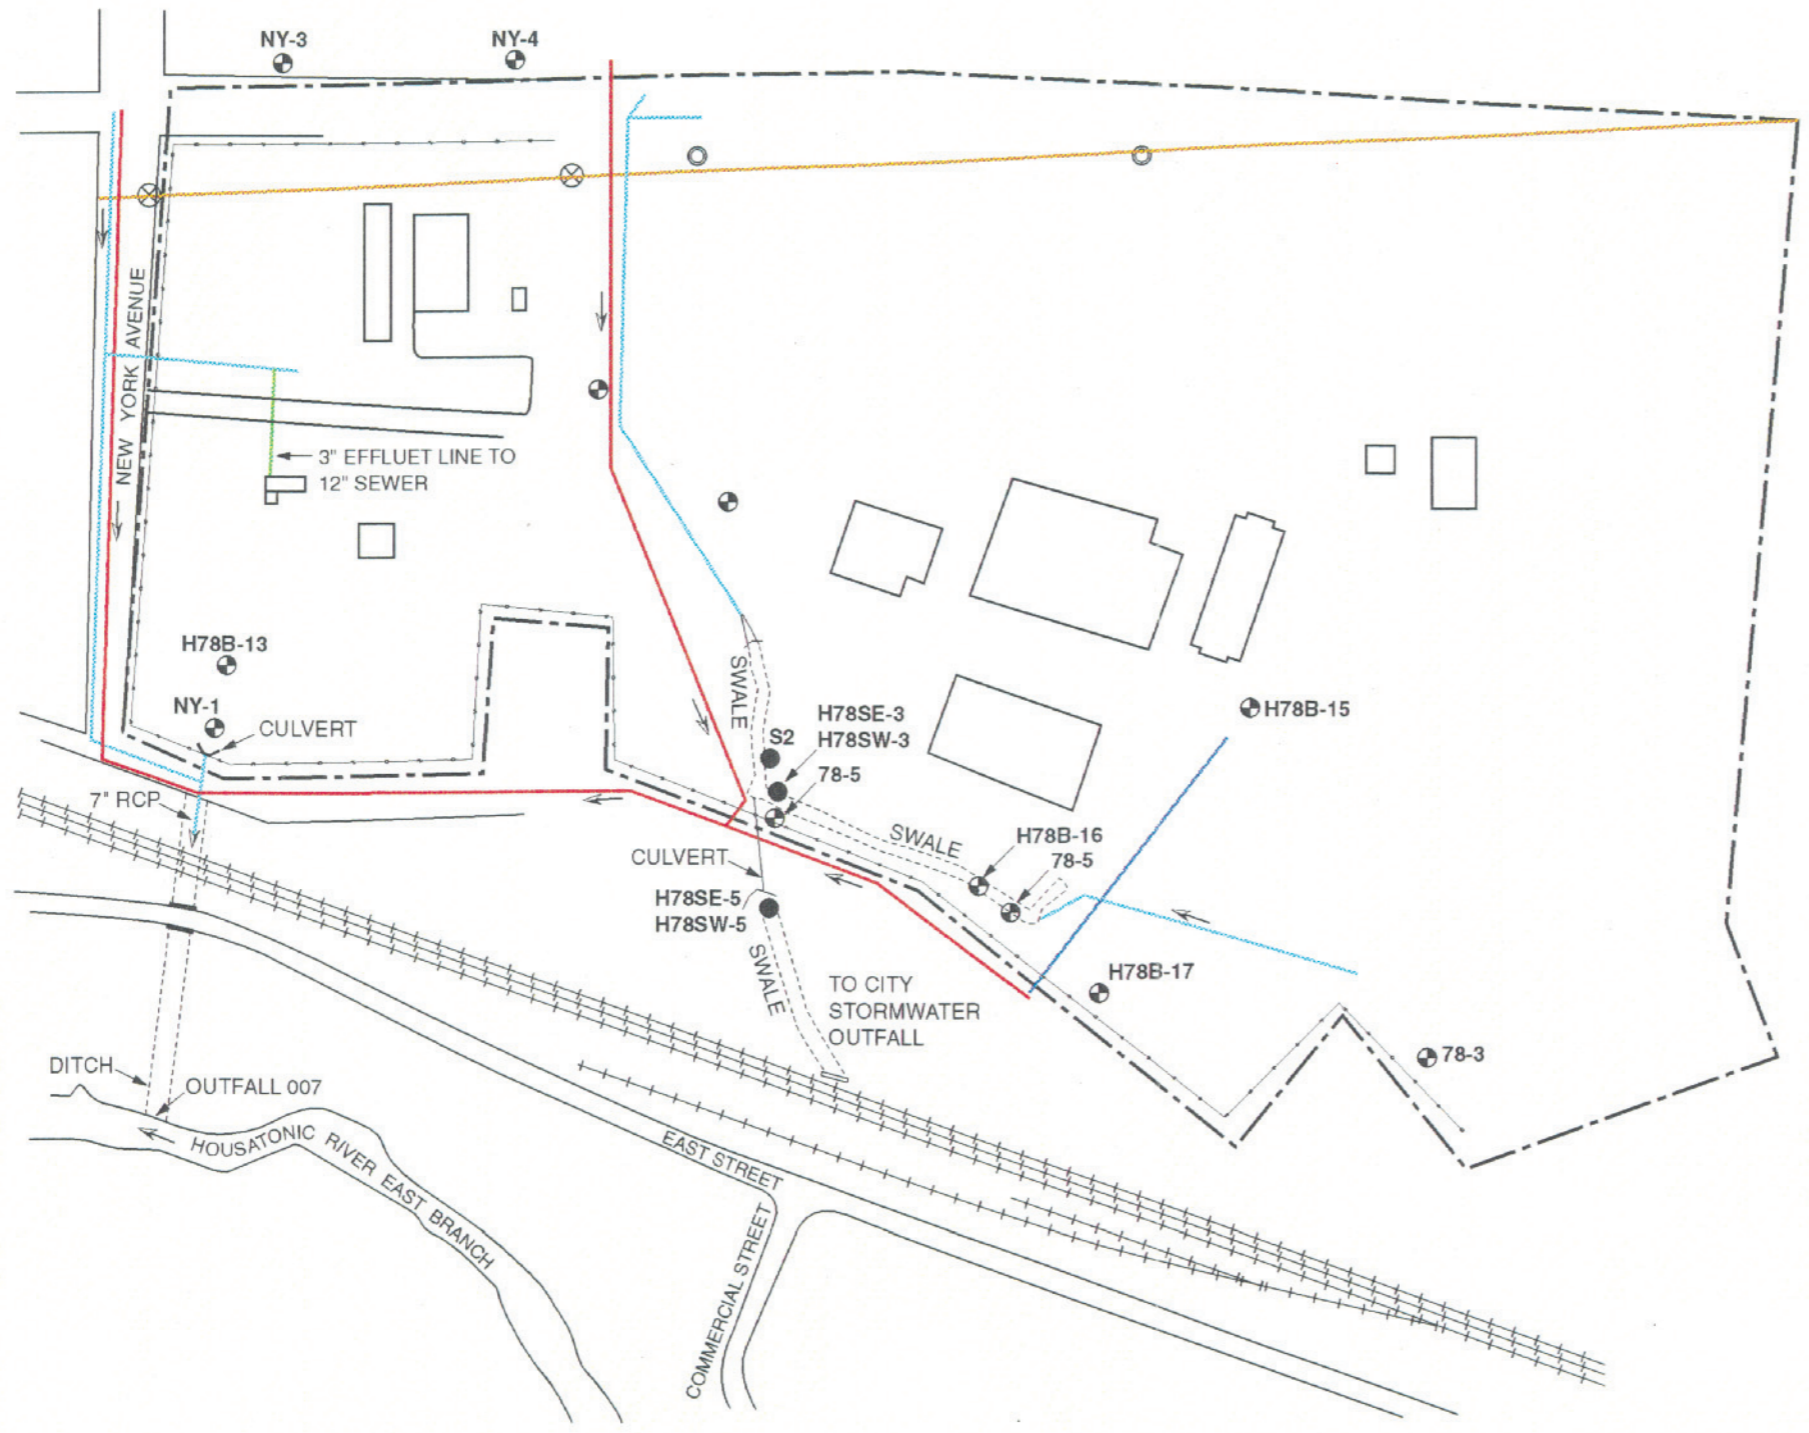 NY-3
NY-4
NEW YORK AVENUE
3" EFFLUET LINE TO
12" SEWER
H78B-13
NY-1
CULVERT
7" RCP
SWALE
S2
H78SE-3
H78SW-3
78-5
H78B-15
SWALE
H78B-16
78-5
CULVERT
H78SE-5
H78SW-5
SWALE
H78B-17
TO CITY
STORMWATER
OUTFALL
78-3
DITCH
OUTFALL 007
HOUSATONIC RIVER EAST BRANCH
EAST STREET
COMMERCIAL STREET